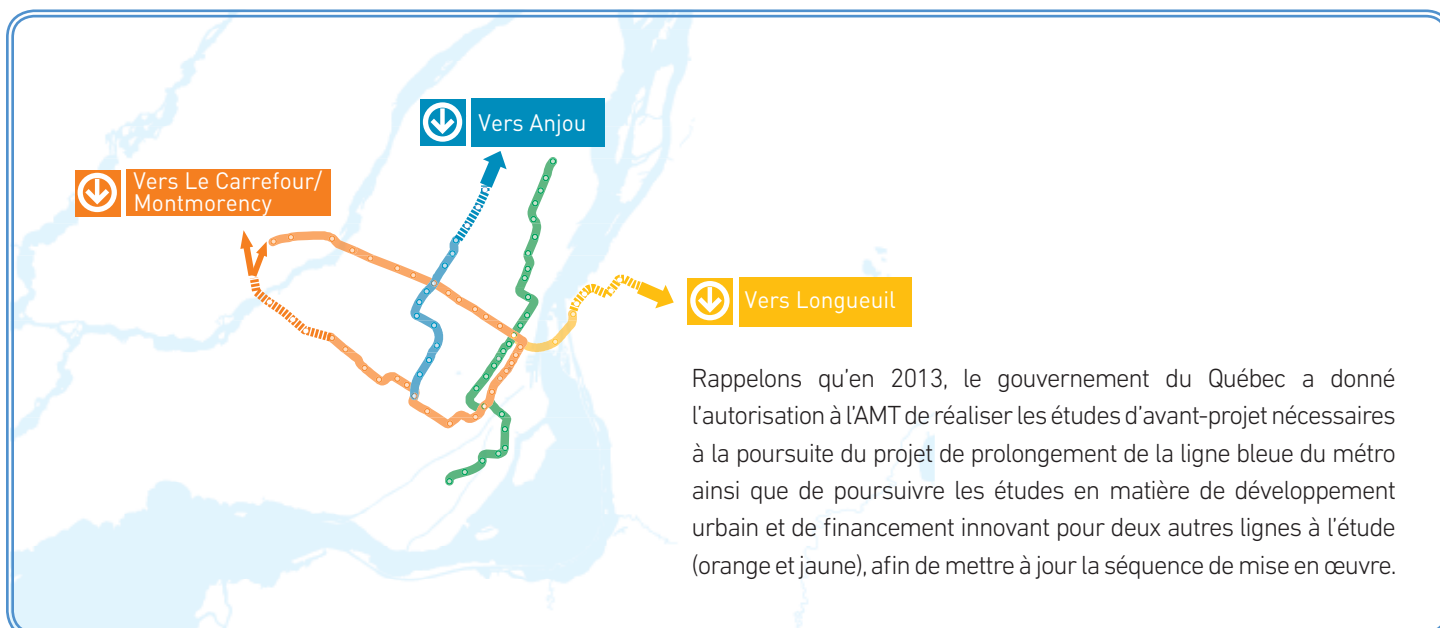 Vers Anjou
Vers Le Carrefour/
Montmorency
Vers Longueuil
Rappelons qu'en 2013, le gouvernement du Québec a donné
l'autorisation à l'AMT de réaliser les études d'avant-projet nécessaires
à la poursuite du projet de prolongement de la ligne bleue du métro
ainsi que de poursuivre les études en matière de développement
urbain et de financement innovant pour deux autres lignes à l'étude
(orange et jaune), afin de mettre à jour la séquence de mise en œuvre.